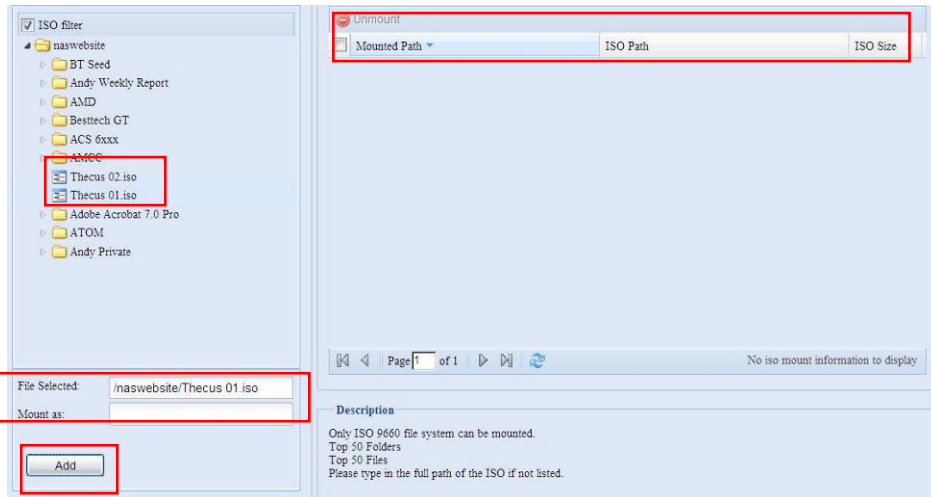 ISO filter
naswebsite
BT Seed
Andy Weekly Report
AMD
Besttech GT
ACS 6xxx
AMCC
Thecus 02.iso
Thecus 01.iso
Adobe Acrobat 7.0 Pro
ATOM
Andy Private
File Selected: /naswebsite/Thecus 01.iso
Mount as:
Add
Unmount
Mounted Path ISO Path ISO Size
Page 1 of 1 No iso mount information to display
Description
Only ISO 9660 file system can be mounted.
Top 50 Folders
Top 50 Files
Please type in the full path of the ISO if not listed.